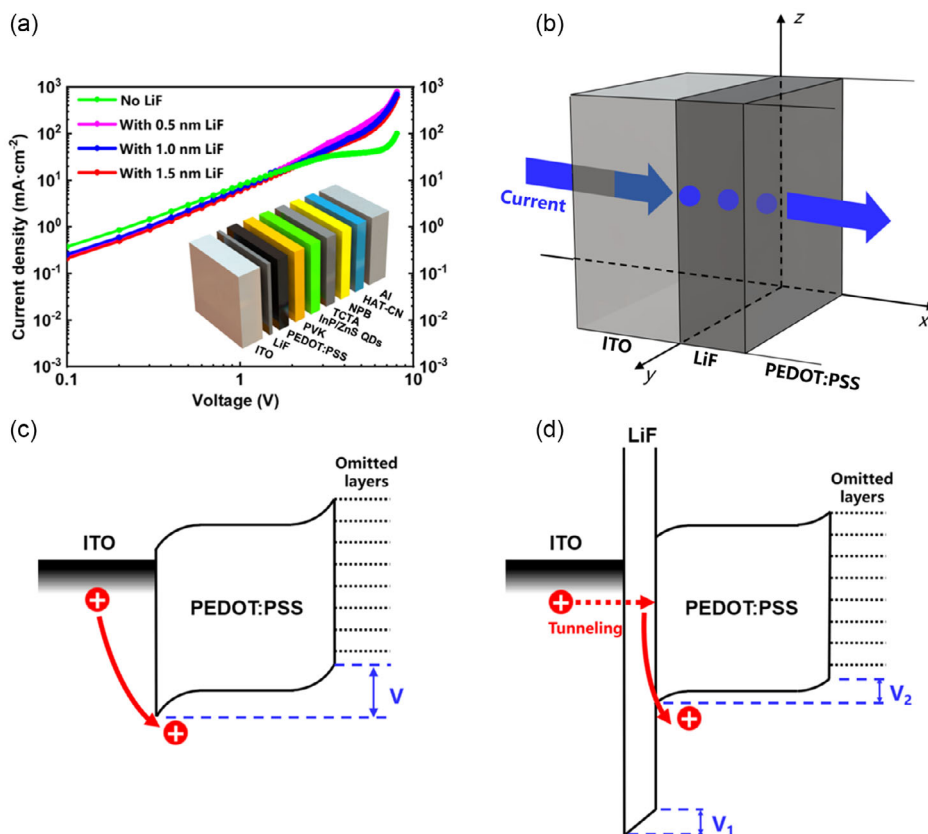 (a)
10³
10²
10¹
10⁰
10⁻¹
10⁻²
10⁻³
10³
10²
10¹
10⁰
10⁻¹
10⁻²
10⁻³
Current density (mA·cm⁻²)
No LiF
With 0.5 nm LiF
With 1.0 nm LiF
With 1.5 nm LiF
Al
HAT-CN
NPB
TCTA
InP/ZnS QDs
PVK
PEDOT:PSS
LiF
ITO
0.1
1
10
Voltage (V)
(b)
z
Current
x
ITO
y
LiF
PEDOT:PSS
(c)
Omitted
layers
ITO
PEDOT:PSS
V
(d)
LiF
Omitted
layers
ITO
Tunneling
PEDOT:PSS
V₂
V₁